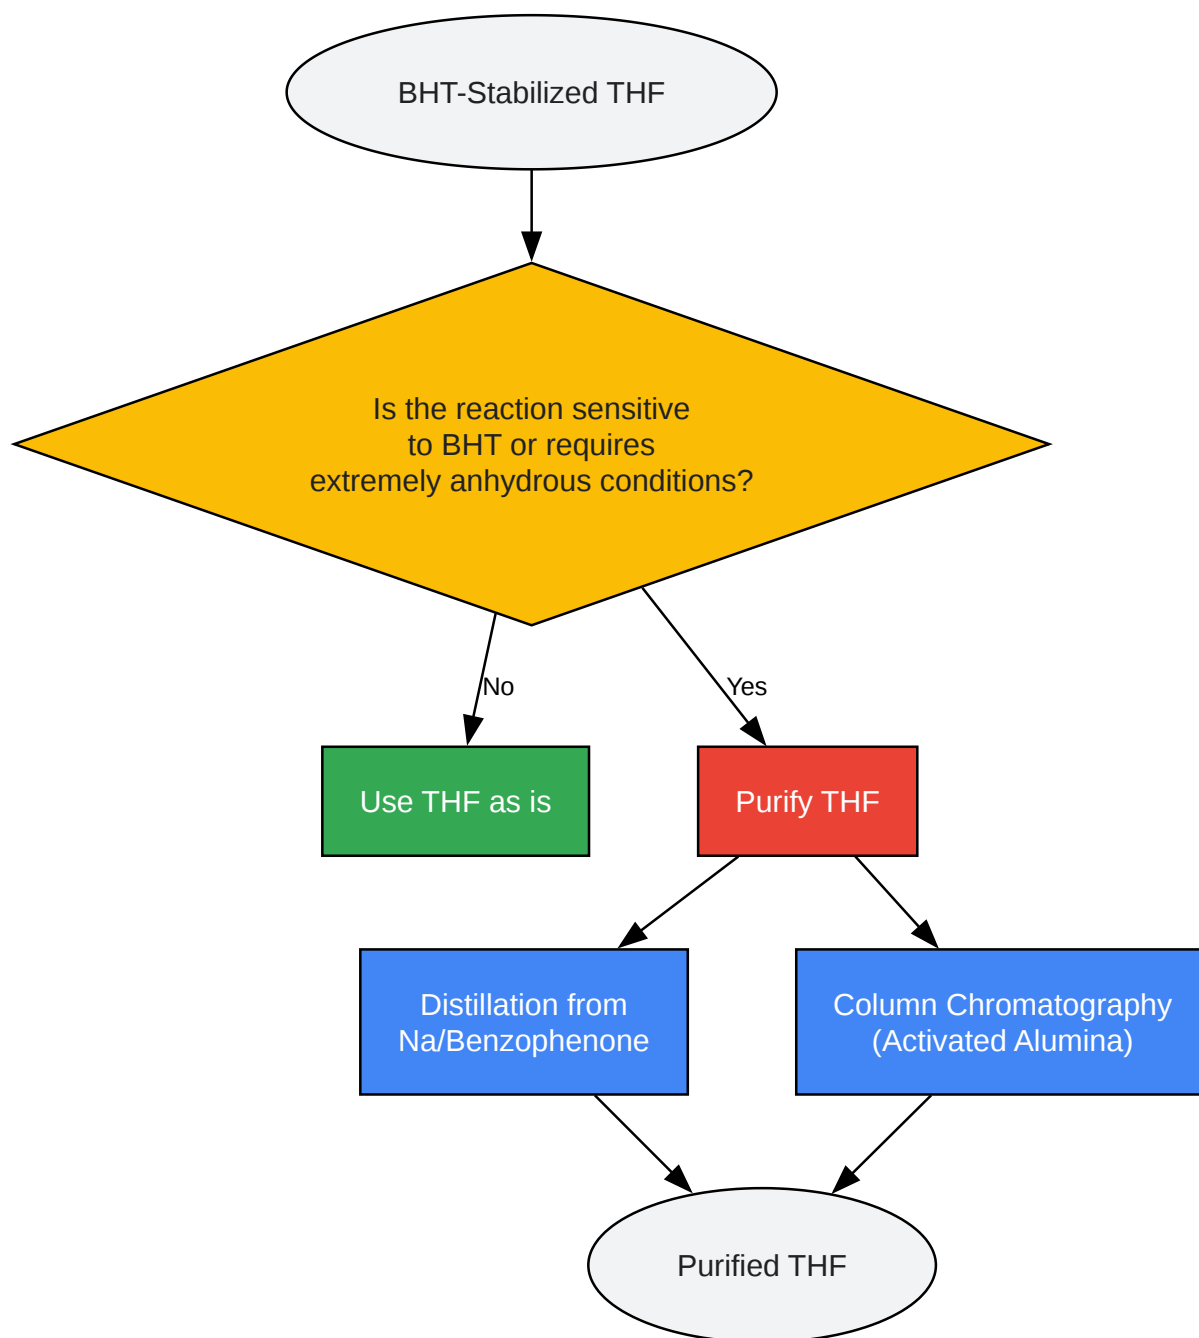 BHT-Stabilized THF
Is the reaction sensitive
to BHT or requires
extremely anhydrous conditions?
No
Yes
Use THF as is
Purify THF
Distillation from
Na/Benzophenone
Column Chromatography
(Activated Alumina)
Purified THF